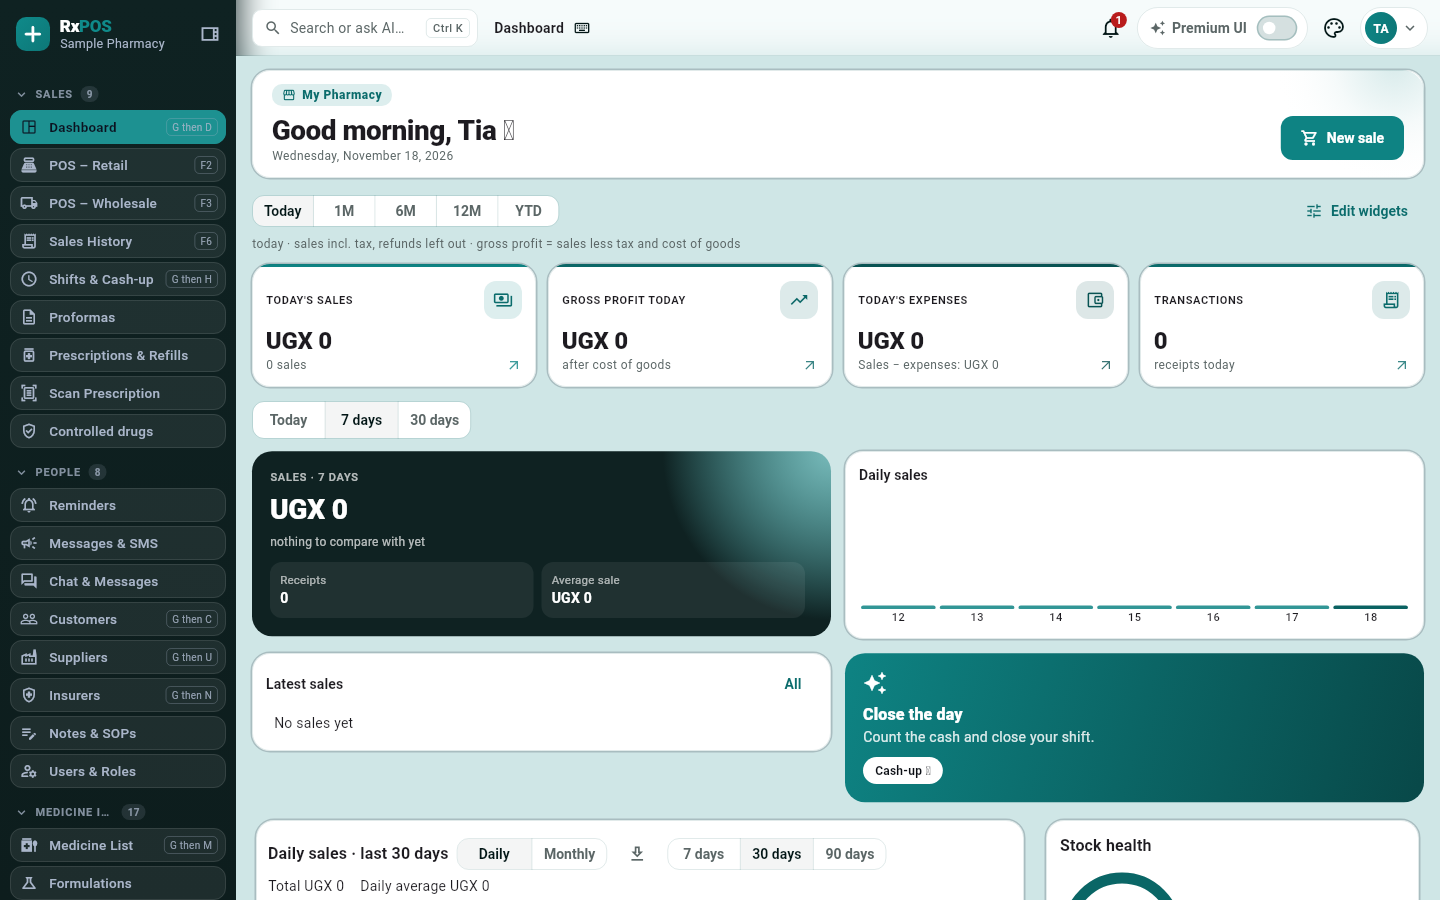 RxPOS
Sample Pharmacy
Search or ask AI...
Ctrl K
Dashboard
1
Premium UI
TA
SALES 9
Dashboard G then D
POS – Retail F2
POS – Wholesale F3
Sales History F6
Shifts & Cash-up G then H
Proformas
Prescriptions & Refills
Scan Prescription
Controlled drugs
PEOPLE 8
Reminders
Messages & SMS
Chat & Messages
Customers G then C
Suppliers G then U
Insurers G then N
Notes & SOPs
Users & Roles
MEDICINE I... 17
Medicine List G then M
Formulations
My Pharmacy
Good morning, Tia
Wednesday, November 18, 2026
New sale
Today 1M 6M 12M YTD
Edit widgets
today · sales incl. tax, refunds left out · gross profit = sales less tax and cost of goods
TODAY'S SALES
UGX 0
0 sales
GROSS PROFIT TODAY
UGX 0
after cost of goods
TODAY'S EXPENSES
UGX 0
Sales − expenses: UGX 0
TRANSACTIONS
0
receipts today
Today 7 days 30 days
SALES · 7 DAYS
UGX 0
nothing to compare with yet
Receipts
0
Average sale
UGX 0
Daily sales
12 13 14 15 16 17 18
Latest sales
All
No sales yet
Close the day
Count the cash and close your shift.
Cash-up
Daily sales · last 30 days
Daily Monthly
7 days 30 days 90 days
Total UGX 0 Daily average UGX 0
Stock health